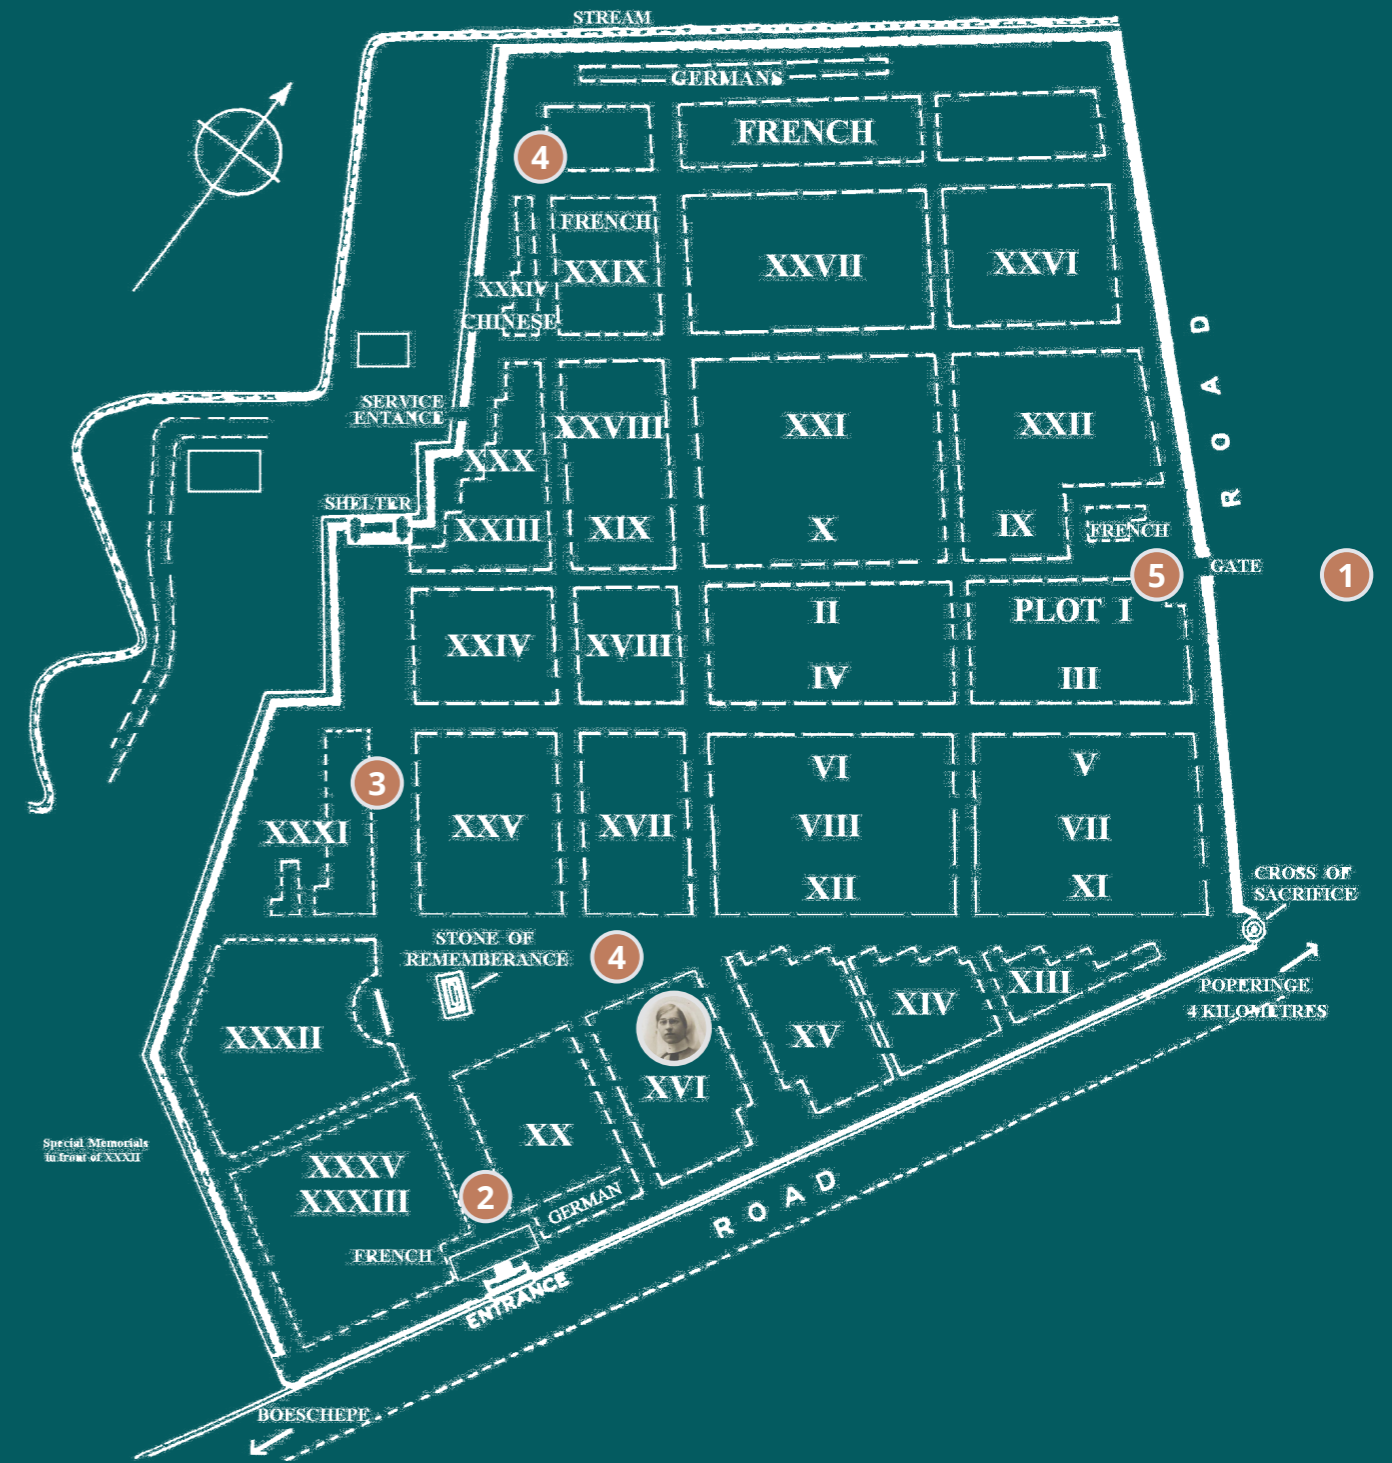 STREAM
GERMANS
FRENCH
4
FRENCH
XXIX
XXVII
XXVI
XXXIV
CHINESE
ROAD
SERVICE
ENTANCE
XXVIII
XXI
XXII
XXX
SHELTER
XXIII
XIX
X
IX
FRENCH
GATE
5
1
PLOT I
II
XXIV
XVIII
IV
III
3
VI
V
XXXI
XXV
XVII
VIII
VII
XII
XI
CROSS OF
SACRIFICE
STONE OF
REMEMBERANCE
4
XIII
POPERINGE
4 KILOMETRES
XIV
XXXII
XV
XVI
XX
Special Memorials
in front of XXXII
XXXV
XXXIII
2
GERMAN
ROAD
FRENCH
ENTRANCE
BOESCHEPE